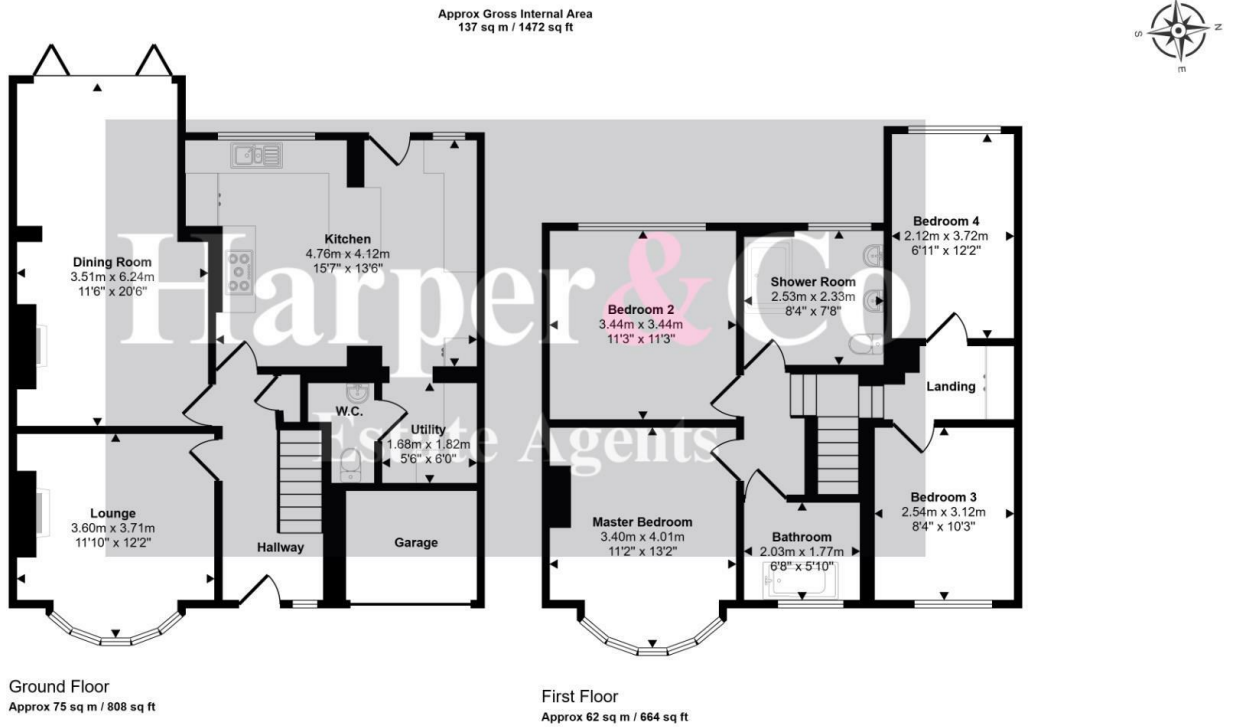 Approx Gross Internal Area
137 sq m / 1472 sq ft
S
N
E
Dining Room
3.51m x 6.24m
11'6" x 20'6"
Kitchen
4.76m x 4.12m
15'7" x 13'6"
W.C.
Utility
1.68m x 1.82m
5'6" x 6'0"
Lounge
3.60m x 3.71m
11'10" x 12'2"
Hallway
Garage
Ground Floor
Approx 75 sq m / 808 sq ft
Bedroom 2
3.44m x 3.44m
11'3" x 11'3"
Shower Room
2.53m x 2.33m
8'4" x 7'8"
Bedroom 4
2.12m x 3.72m
6'11" x 12'2"
Landing
Master Bedroom
3.40m x 4.01m
11'2" x 13'2"
Bathroom
2.03m x 1.77m
6'8" x 5'10"
Bedroom 3
2.54m x 3.12m
8'4" x 10'3"
First Floor
Approx 62 sq m / 664 sq ft
Harper & Co
Estate Agents